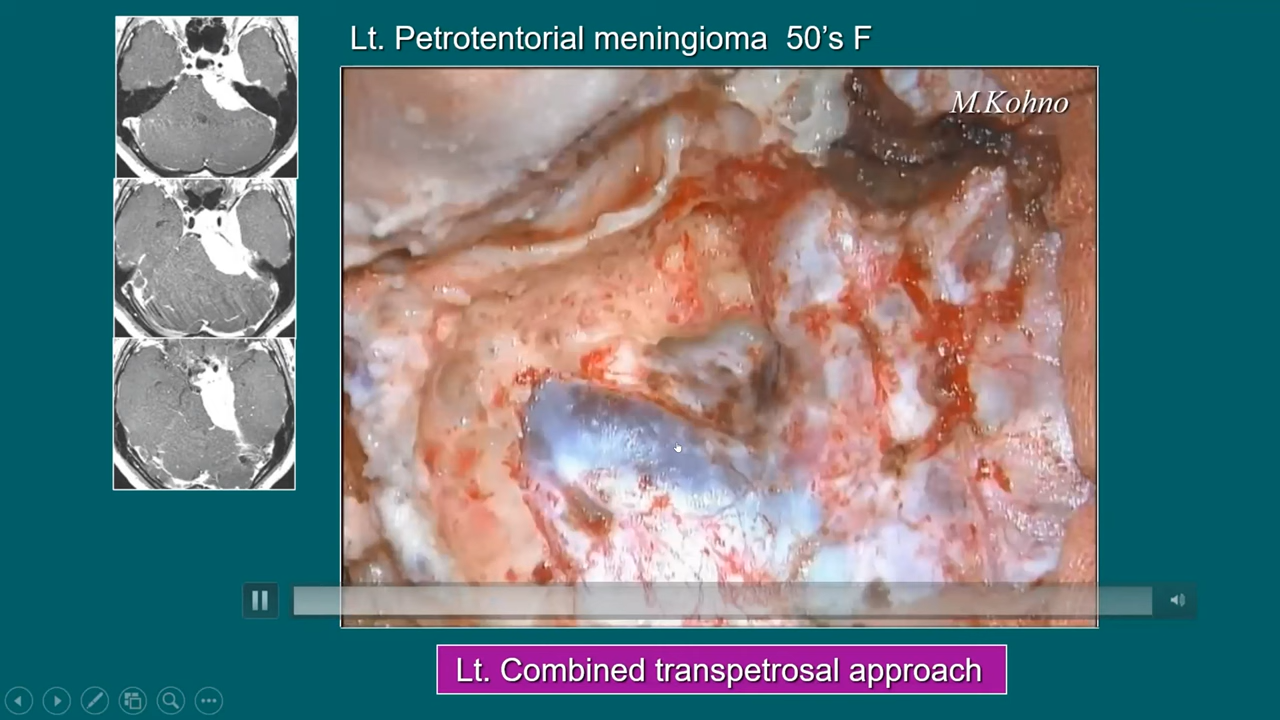 Lt. Petrotentorial meningioma 50's F
M.Kohno
Lt. Combined transpetrosal approach